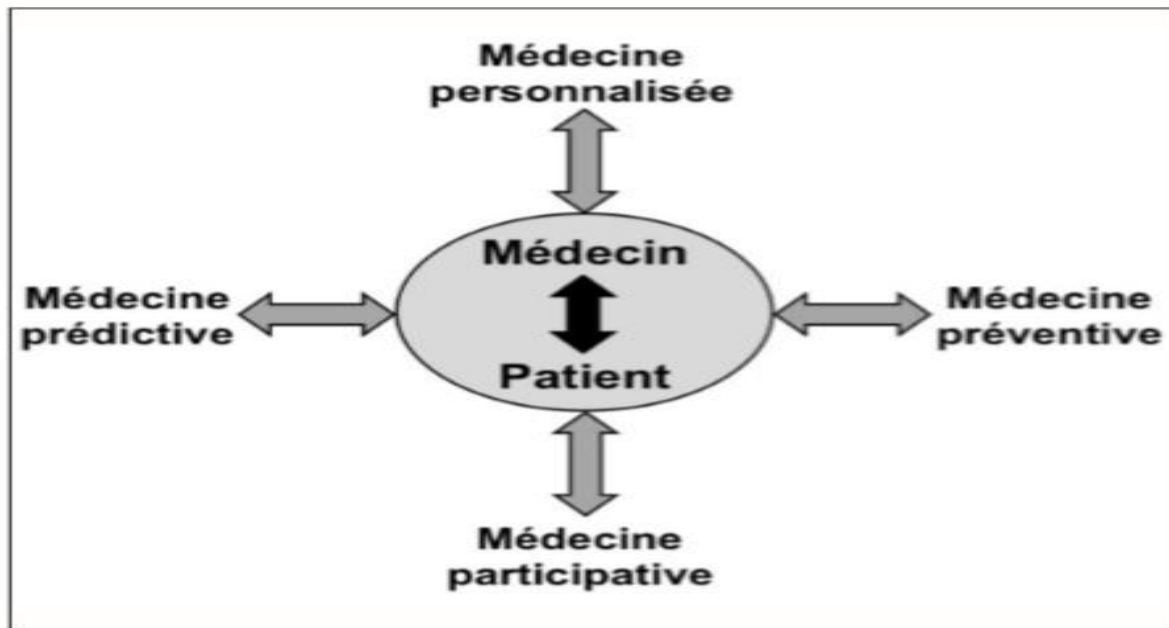 Médecine
personnalisée
Médecin
Médecine
prédictive
Médecine
préventive
Patient
Médecine
participative